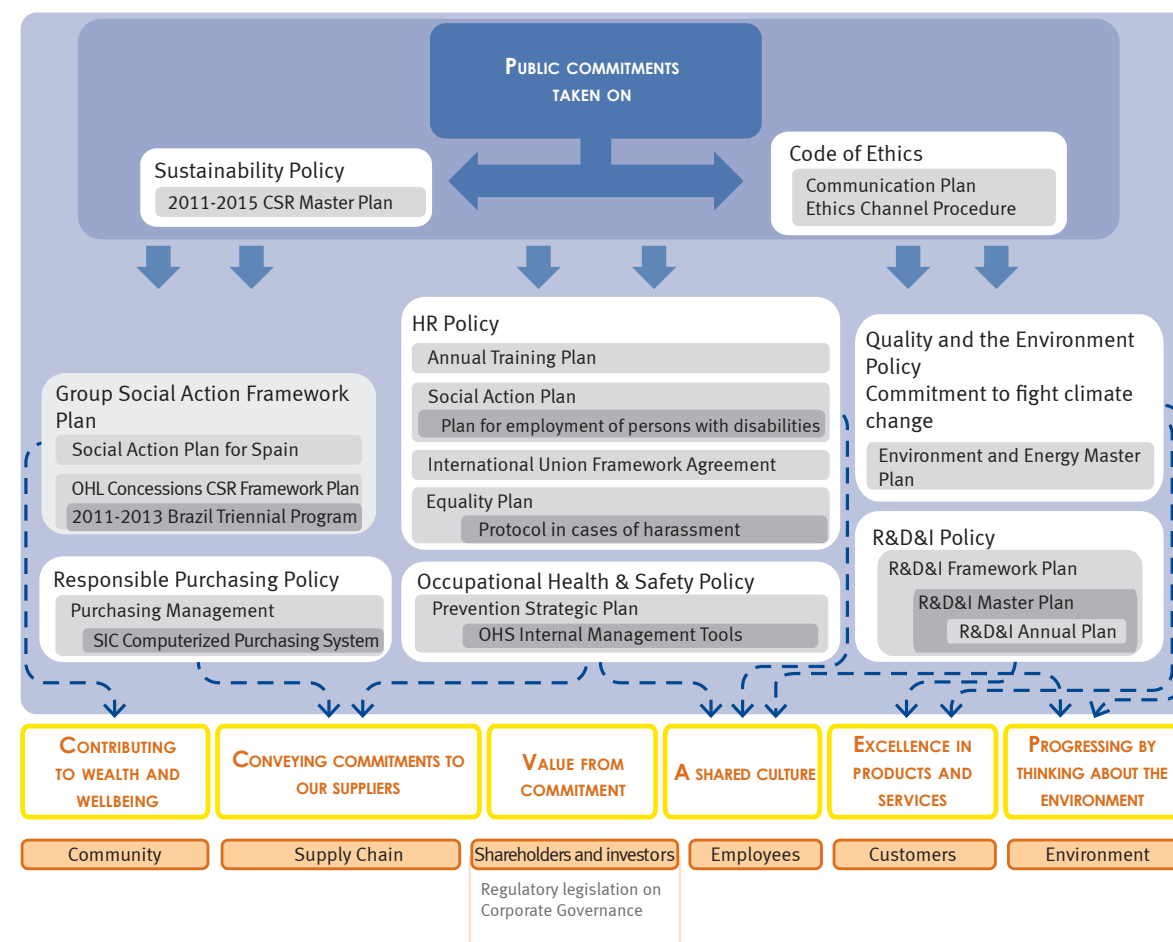 PUBLIC COMMITMENTS
TAKEN ON
Sustainability Policy
2011-2015 CSR Master Plan
Code of Ethics
Communication Plan
Ethics Channel Procedure
Group Social Action Framework
Plan
Social Action Plan for Spain
OHL Concessions CSR Framework Plan
2011-2013 Brazil Triennial Program
Responsible Purchasing Policy
Purchasing Management
SIC Computerized Purchasing System
HR Policy
Annual Training Plan
Social Action Plan
Plan for employment of persons with disabilities
International Union Framework Agreement
Equality Plan
Protocol in cases of harassment
Occupational Health & Safety Policy
Prevention Strategic Plan
OHS Internal Management Tools
Quality and the Environment
Policy
Commitment to fight climate
change
Environment and Energy Master
Plan
R&D&I Policy
R&D&I Framework Plan
R&D&I Master Plan
R&D&I Annual Plan
CONTRIBUTING
TO WEALTH AND
WELLBEING
CONVEYING COMMITMENTS TO
OUR SUPPLIERS
VALUE FROM
COMMITMENT
A SHARED CULTURE
EXCELLENCE IN
PRODUCTS AND
SERVICES
PROGRESSING BY
THINKING ABOUT THE
ENVIRONMENT
Community
Supply Chain
Shareholders and investors
Employees
Customers
Environment
Regulatory legislation on
Corporate Governance